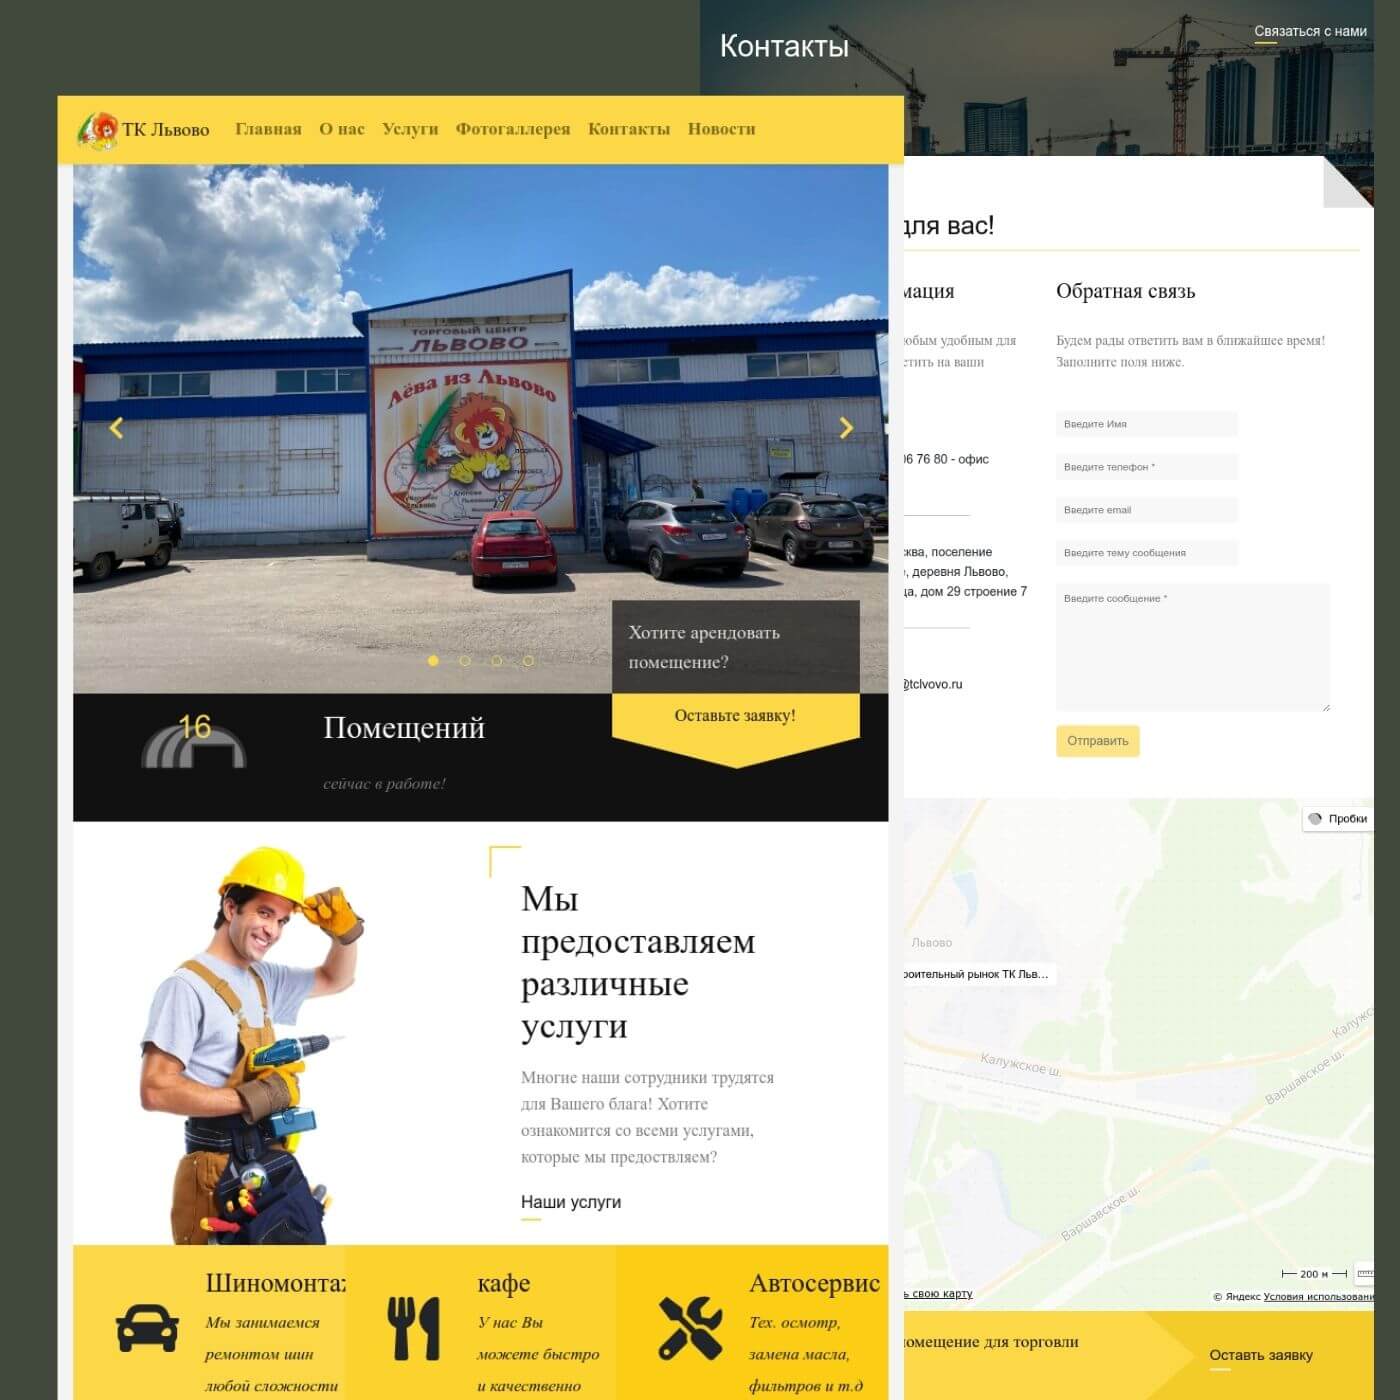 Контакты
Связаться с нами
ТК Львово
Главная
О нас
Услуги
Фотогаллерея
Контакты
Новости
ТОРГОВЫЙ ЦЕНТР
ЛЬВОВО
Лёва из Львово
Хотите арендовать
помещение?
16
Помещений
сейчас в работе!
Оставьте заявку!
Мы
предоставляем
различные
услуги
Многие наши сотрудники трудятся
для Вашего блага! Хотите
ознакомится со всеми услугами,
которые мы предоствляем?
Наши услуги
Шиномонтаж
Мы занимаемся
ремонтом шин
любой сложности
кафе
У нас Вы
можете быстро
и качественно
Автосервис
Тех. осмотр,
замена масла,
фильтров и т.д
для вас!
мация
юбым удобным для
стить на ваши
06 76 80 - офис
сква, поселение
е, деревня Львово,
ца, дом 29 строение 7
@tclvovo.ru
Обратная связь
Будем рады ответить вам в ближайшее время!
Заполните поля ниже.
Введите Имя
Введите телефон *
Введите email
Введите тему сообщения
Введите сообщение *
Отправить
Пробки
Львово
роительный рынок ТК Льв...
Калужское ш.
Калужско
Варшавское ш.
Варшавское ш.
200 м
ь свою карту
© Яндекс Условия использовани
помещение для торговли
Оставть заявку